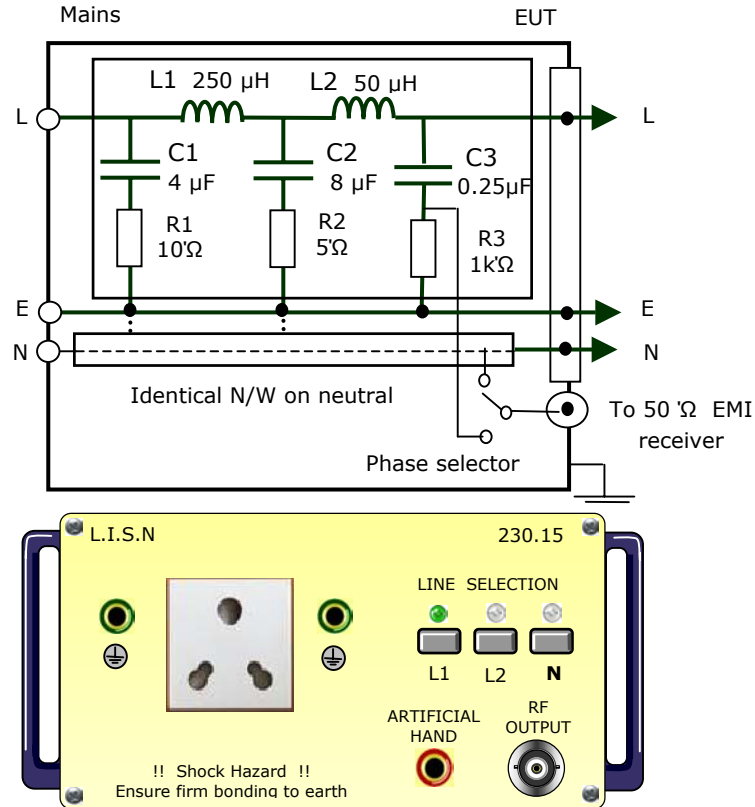 Mains EUT
L1 250 µH L2 50 µH
L L
C1 C2 C3
4 µF 8 µF 0.25µF
R1 R2 R3
10'Ω 5'Ω 1k'Ω
E E
N N
Identical N/W on neutral
To 50 'Ω EMI
receiver
Phase selector
L.I.S.N 230.15
LINE SELECTION
L1 L2 N
ARTIFICIAL
HAND
RF
OUTPUT
!! Shock Hazard !!
Ensure firm bonding to earth